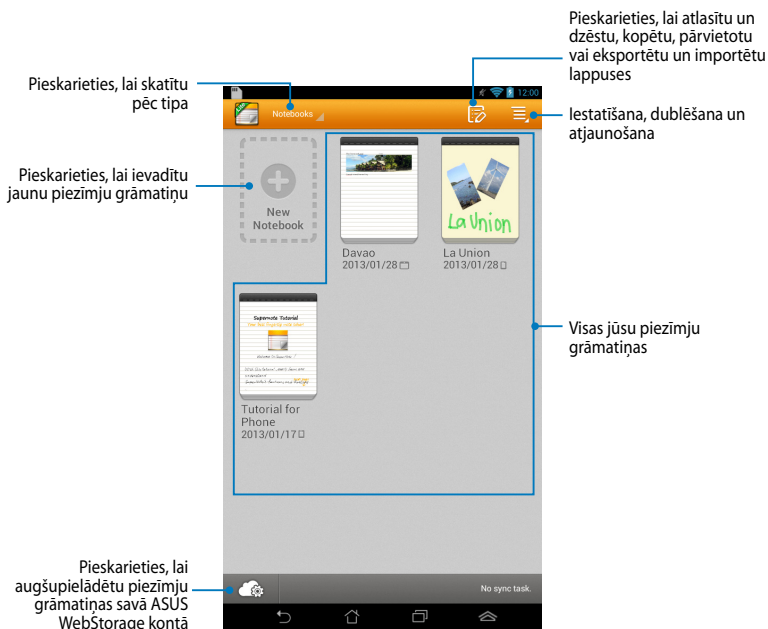 Pieskarieties, lai atlasītu un
dzēstu, kopētu, pārvietotu
vai eksportētu un importētu
lappuses
Pieskarieties, lai skatītu
pēc tipa
Iestatīšana, dublēšana un
atjaunošana
Pieskarieties, lai ievadītu
jaunu piezīmju grāmatiņu
12:00
Notebooks
New
Notebook
La Union
Davao
2013/01/28
La Union
2013/01/28
Visas jūsu piezīmju
grāmatiņas
Supernote Tutorial
Tutorial for
Phone
2013/01/17
Pieskarieties, lai
augšupielādētu piezīmju
grāmatiņas savā ASUS
WebStorage kontā
No sync task.